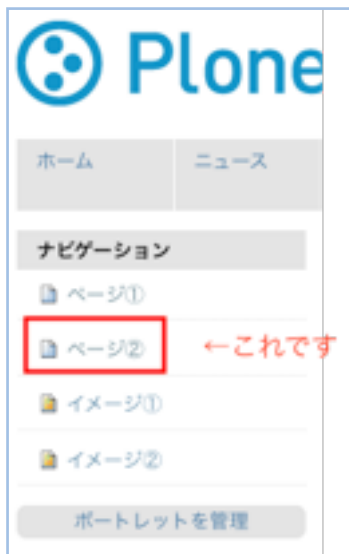 Plone
ホーム ニュース
ナビゲーション
ページ①
ページ② ←これです
イメージ①
イメージ②
ポートレットを管理